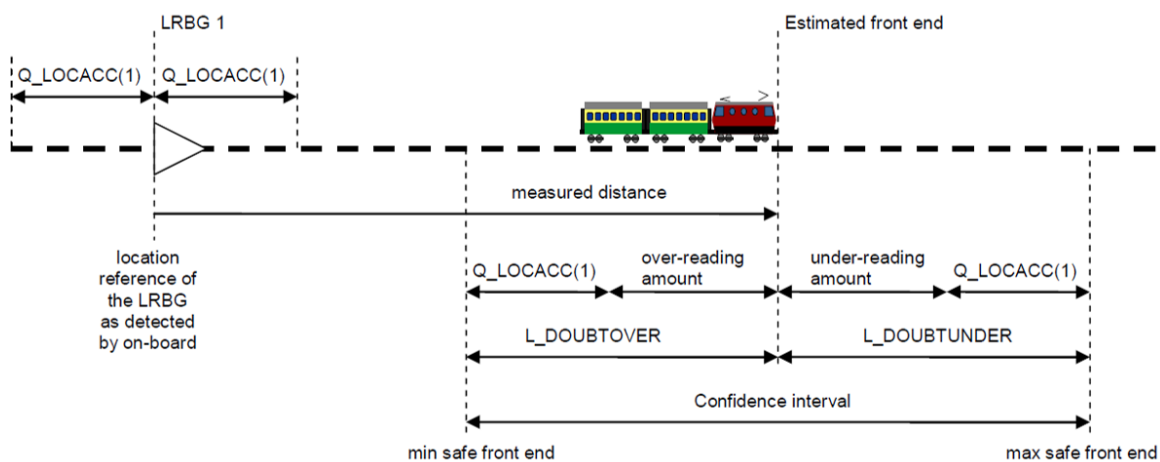 LRBG 1
Estimated front end
Q_LOCACC(1) Q_LOCACC(1)
measured distance
location
reference of
the LRBG
as detected
by on-board
Q_LOCACC(1)
over-reading
amount
under-reading
amount
Q_LOCACC(1)
L_DOUBTOVER
L_DOUBTUNDER
Confidence interval
min safe front end
max safe front end